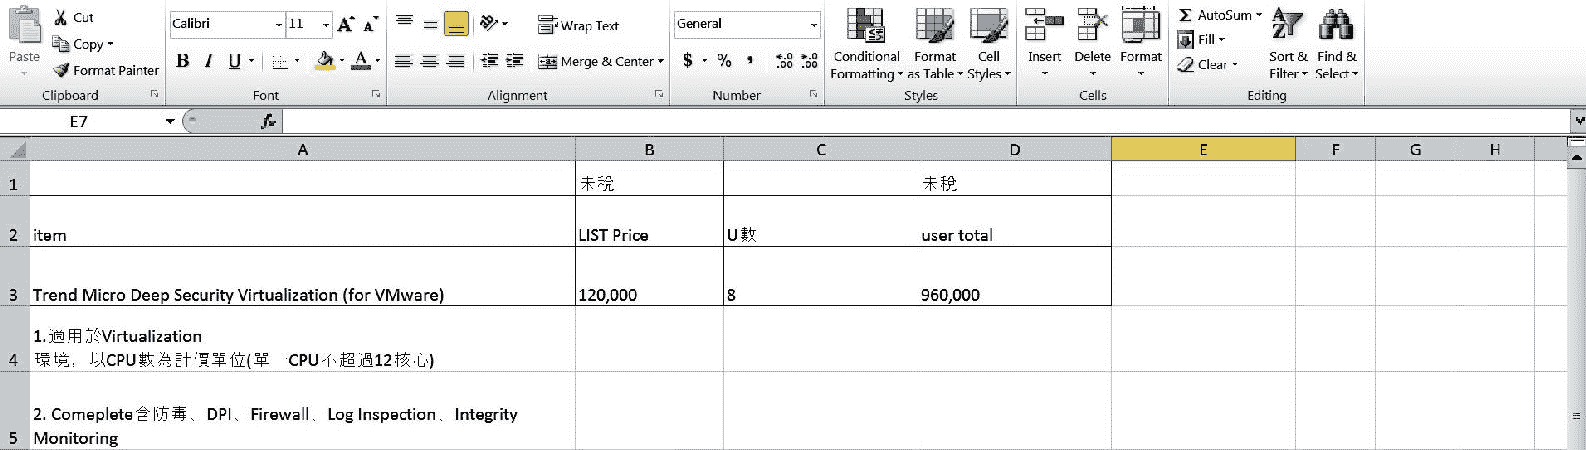 Cut
Calibri
11
Wrap Text
General
AutoSum
Copy
Fill
Paste
Format Painter
B I U
A
Merge & Center
$ % ,
Conditional Formatting
Format as Table
Cell Styles
Insert
Delete
Format
Clear
Sort & Filter
Find & Select
Clipboard
Font
Alignment
Number
Styles
Cells
Editing
E7
fx
A B C D E F G H
1 未稅 未稅
2 item LIST Price U數 user total
3 Trend Micro Deep Security Virtualization (for VMware) 120,000 8 960,000
1.適用於Virtualization
4 環境，以CPU數為計價單位(單一CPU不超過12核心)
2. Comeplete含防毒、DPI、Firewall、Log Inspection、Integrity
5 Monitoring